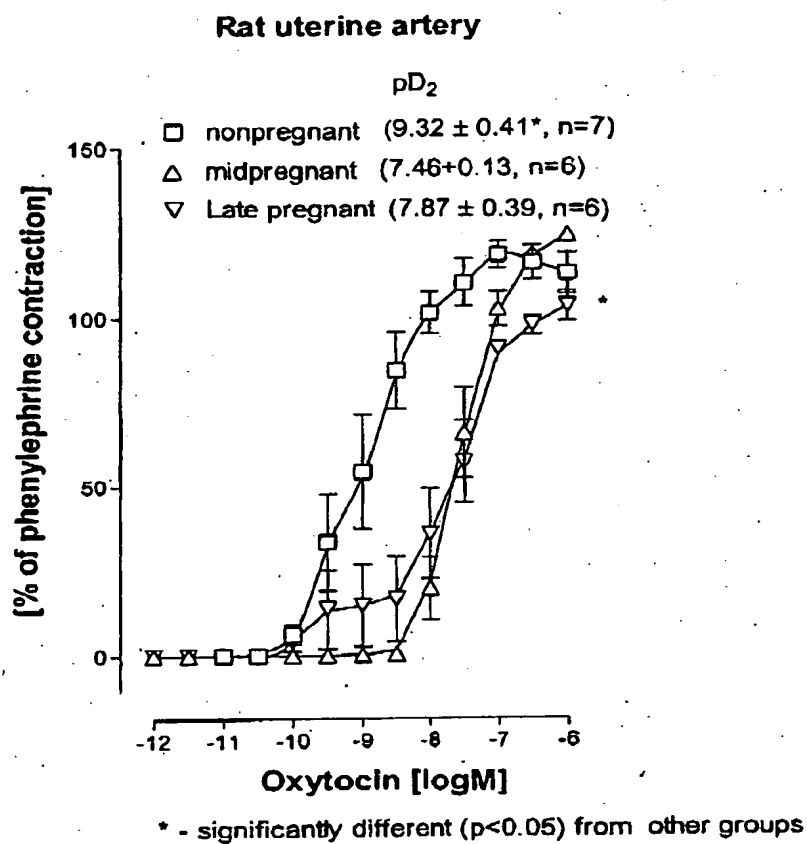 Rat uterine artery
pD2
nonpregnant (9.32 ± 0.41*, n=7)
midpregnant (7.46+0.13, n=6)
Late pregnant (7.87 ± 0.39, n=6)
[% of phenylephrine contraction]
150
100
50
0
*
-12 -11 -10 -9 -8 -7 -6
Oxytocin [logM]
* - significantly different (p<0.05) from other groups